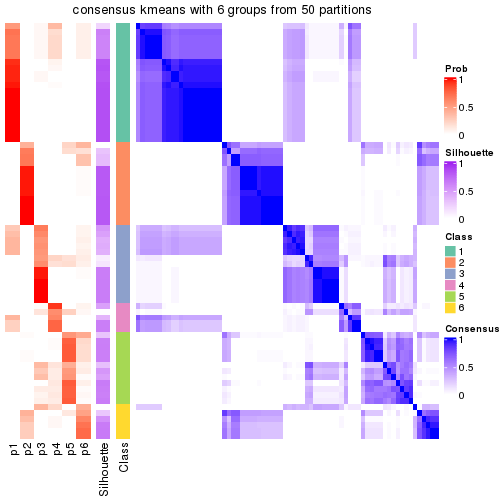 consensus kmeans with 6 groups from 50 partitions
Prob
1
0.5
0
Silhouette
1
0.5
0
Class
1
2
3
4
5
6
Consensus
1
0.5
0
p1
p2
p3
p4
p5
p6
Silhouette
Class